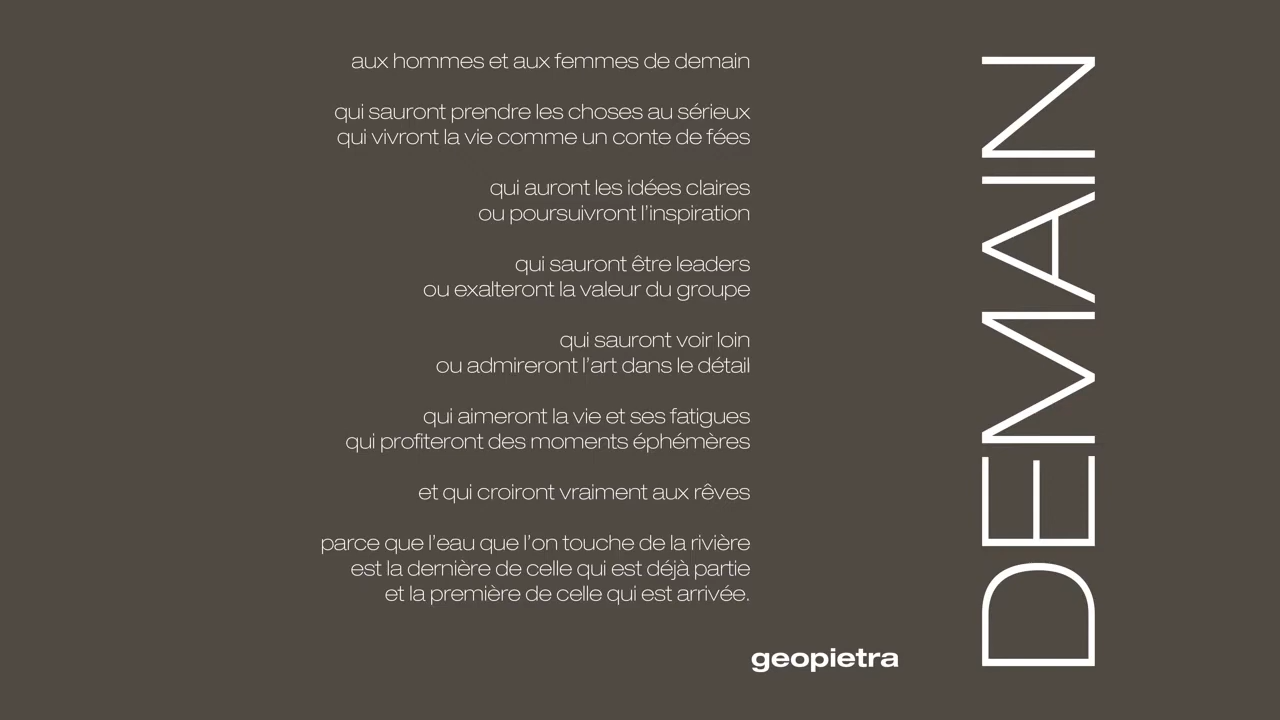 aux hommes et aux femmes de demain
qui sauront prendre les choses au sérieux
qui vivront la vie comme un conte de fées
qui auront les idées claires
ou poursuivront l'inspiration
qui sauront être leaders
ou exalteront la valeur du groupe
qui sauront voir loin
ou admireront l'art dans le détail
qui aimeront la vie et ses fatigues
qui profiteront des moments éphémères
et qui croiront vraiment aux rêves
parce que l'eau que l'on touche de la rivière
est la dernière de celle qui est déjà partie
et la première de celle qui est arrivée.
geopietra
DEMAIN